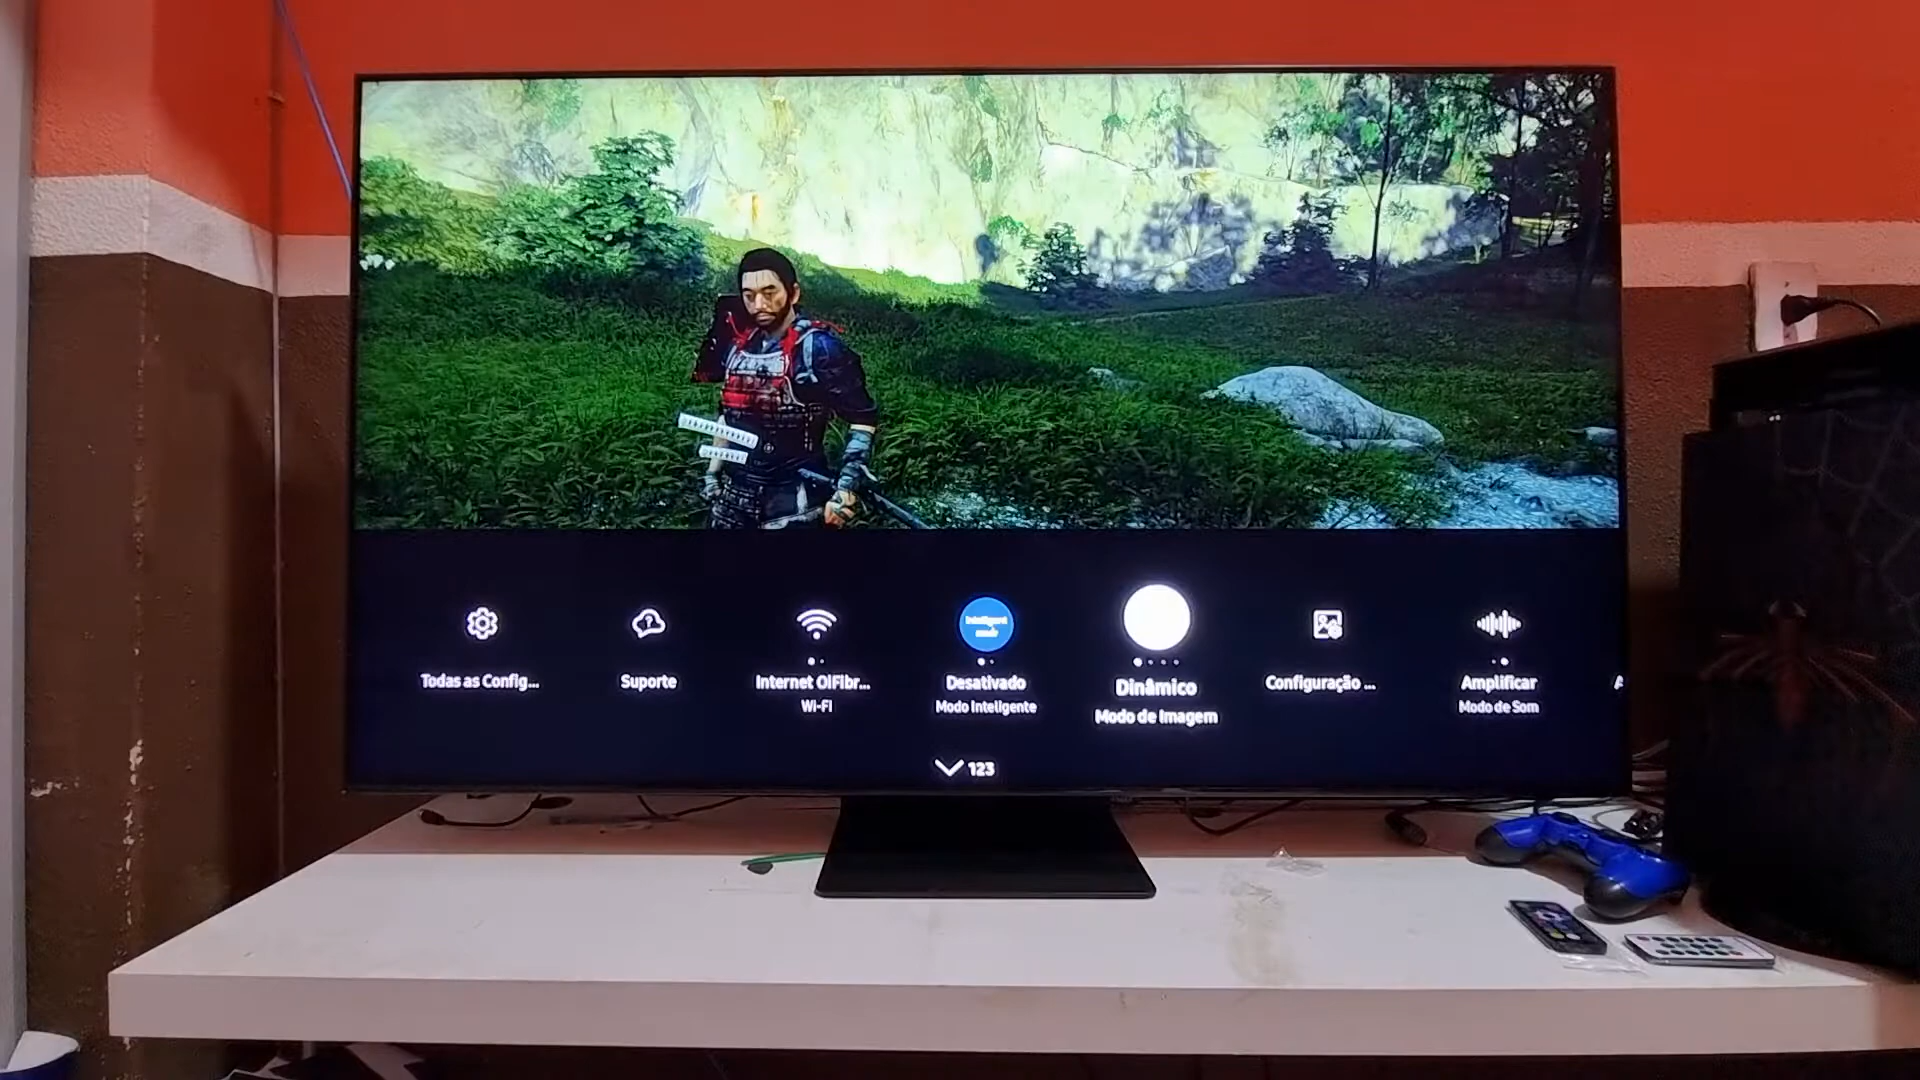 Todas as Config...
Suporte
Internet OiFibr...
Wi-Fi
Desativado
Modo Inteligente
Dinâmico
Modo de Imagem
Configuração ...
Amplificar
Modo de Som
123